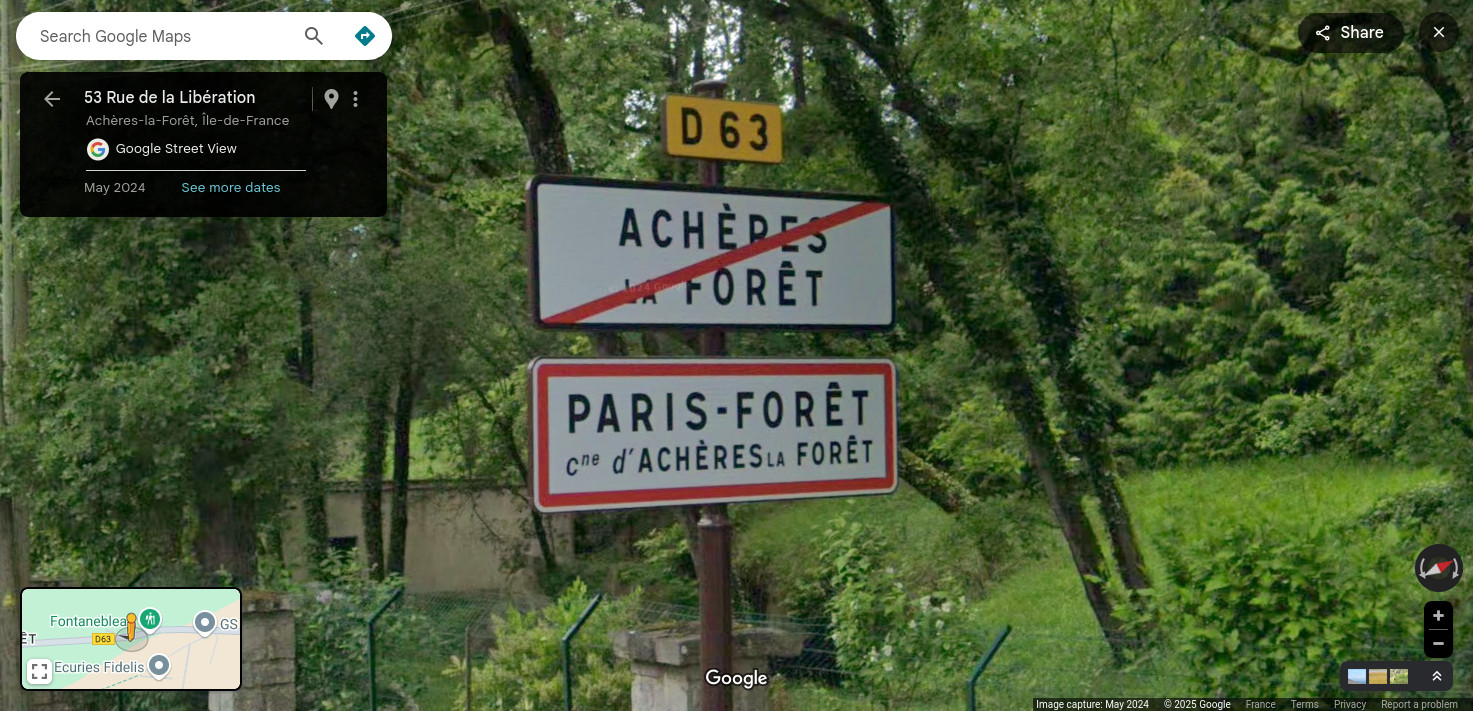 Search Google Maps
Share
53 Rue de la Libération
Achères-la-Forêt, Île-de-France
Google Street View
May 2024
See more dates
D 63
ACHÈRES
LA FORÊT
PARIS-FORÊT
Cne d'ACHÈRES LA FORÊT
Fontaneblea
GS
ÊT
D63
Ecuries Fidelis
Google
Image capture: May 2024 © 2025 Google France Terms Privacy Report a problem